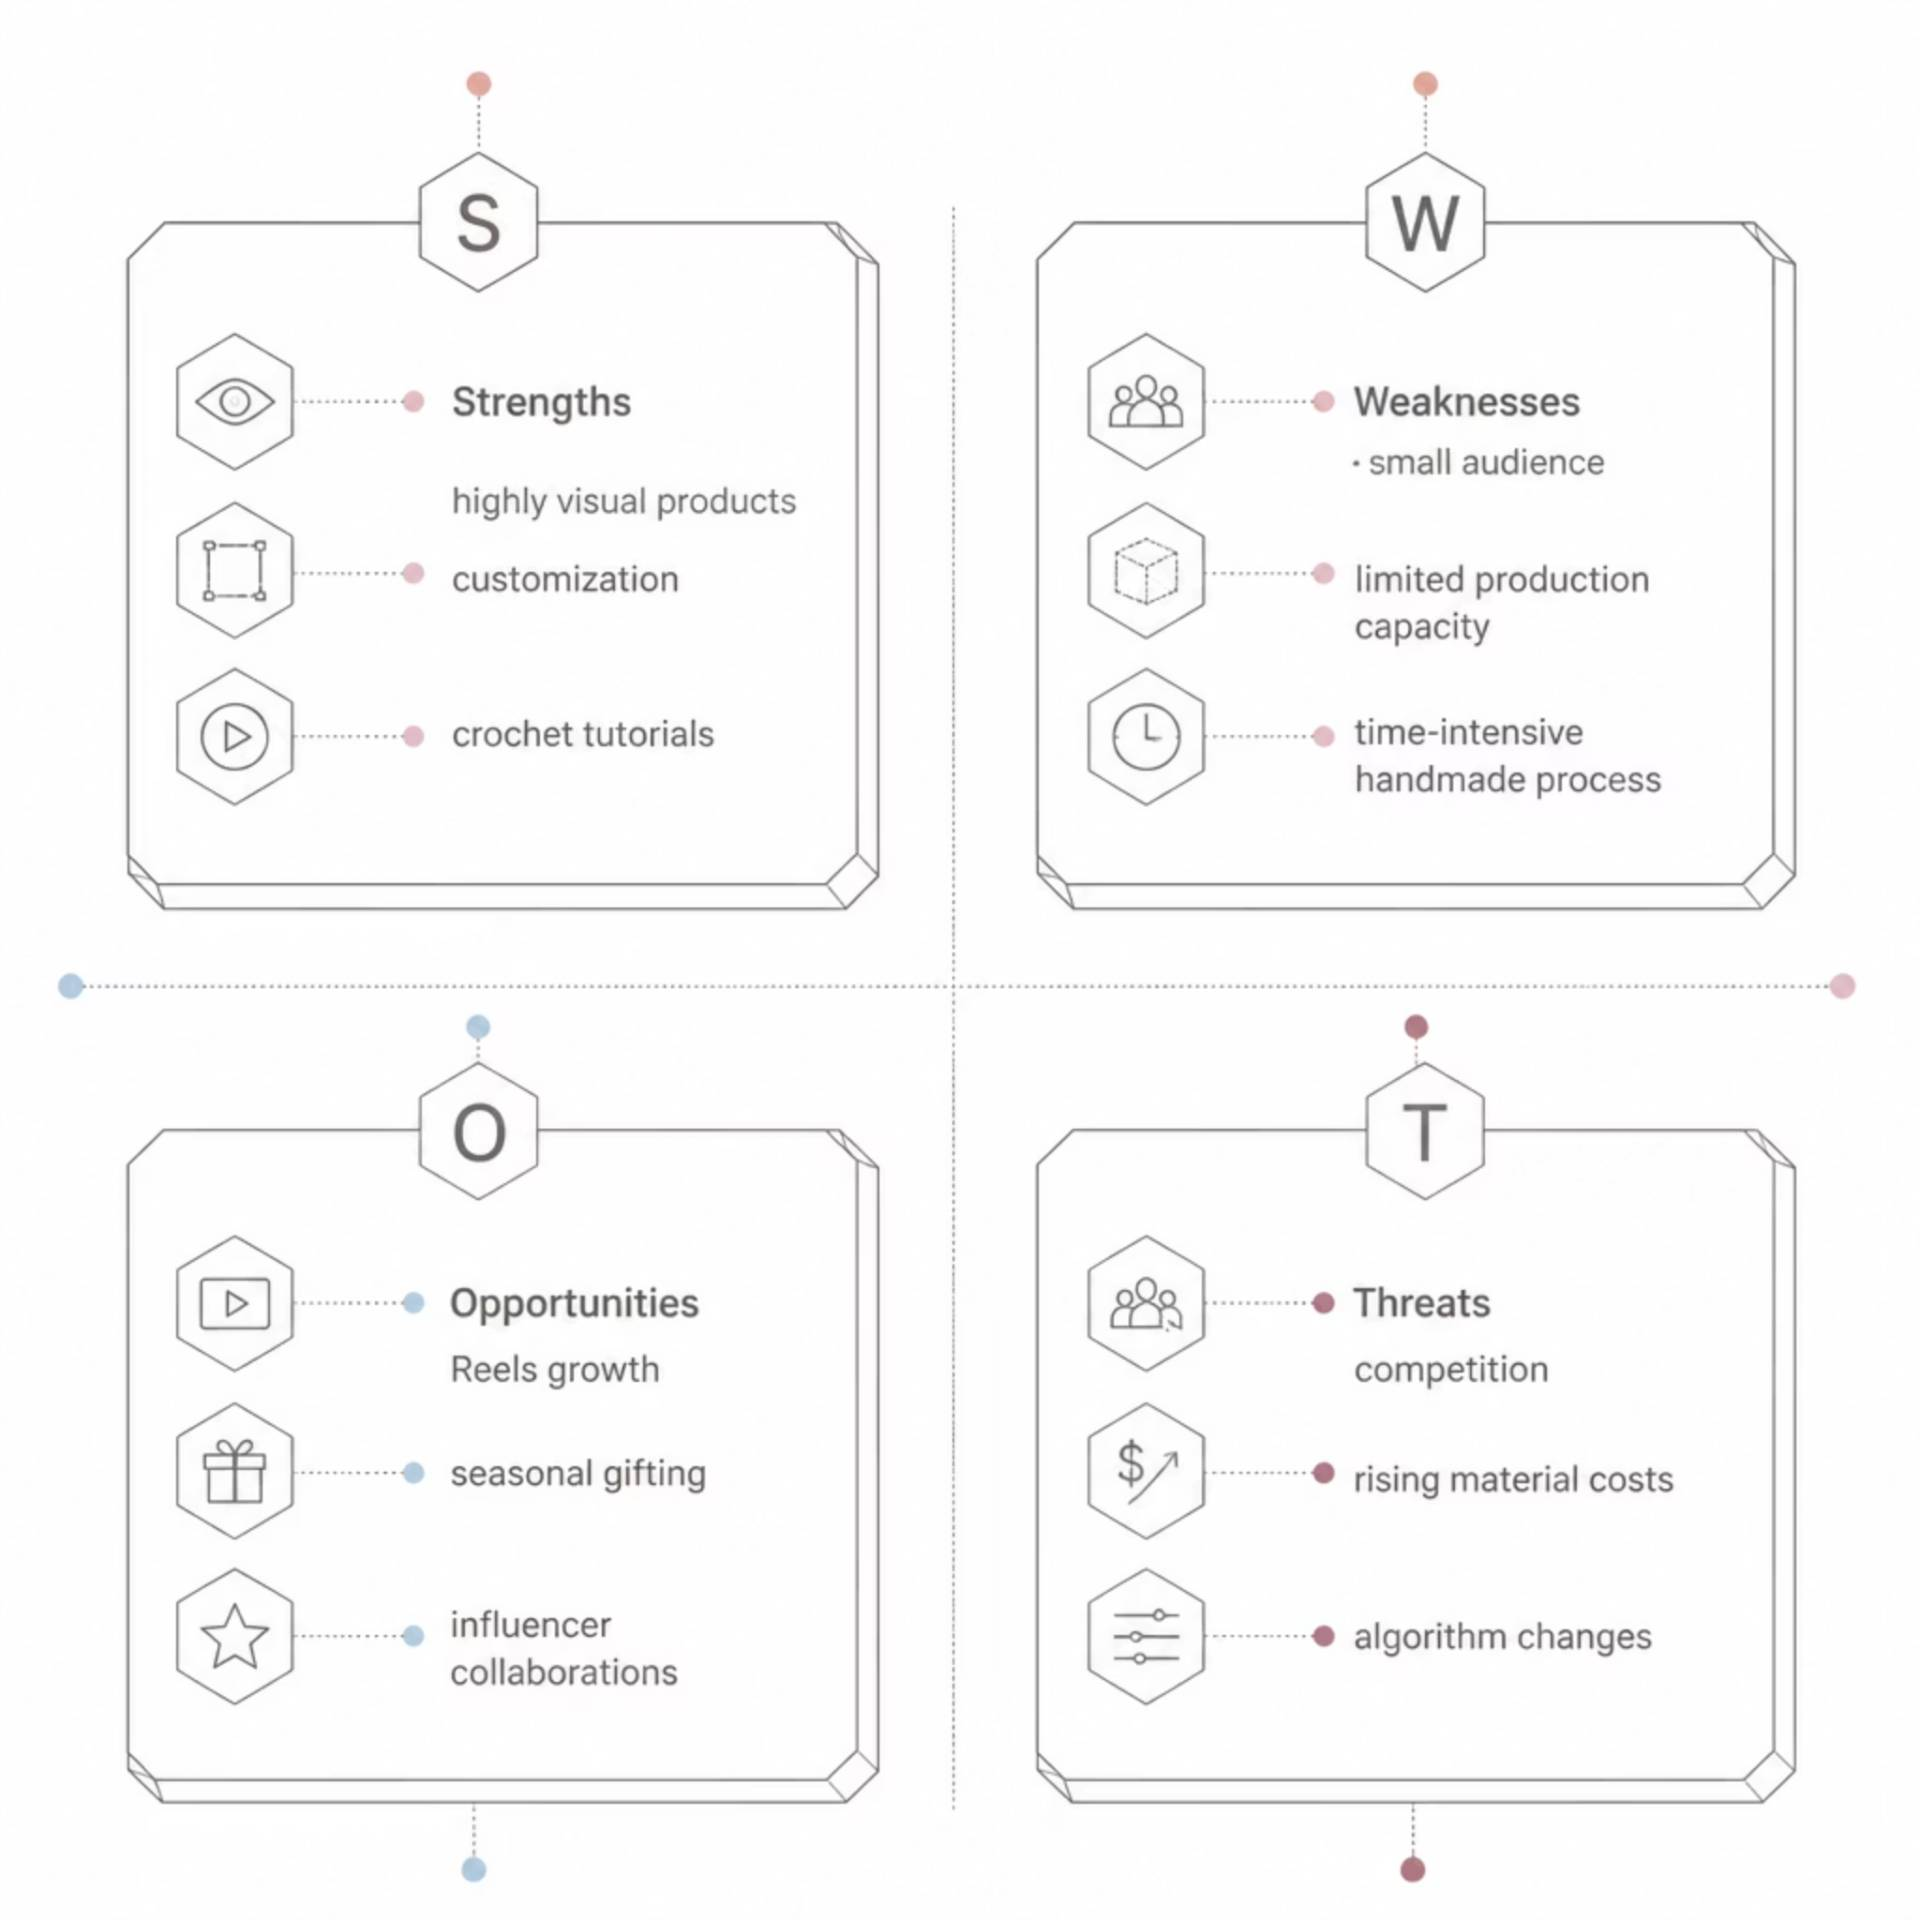 S
Strengths
highly visual products
customization
crochet tutorials
W
Weaknesses
· small audience
limited production
capacity
time-intensive
handmade process
O
Opportunities
Reels growth
seasonal gifting
influencer
collaborations
T
Threats
competition
$
rising material costs
algorithm changes